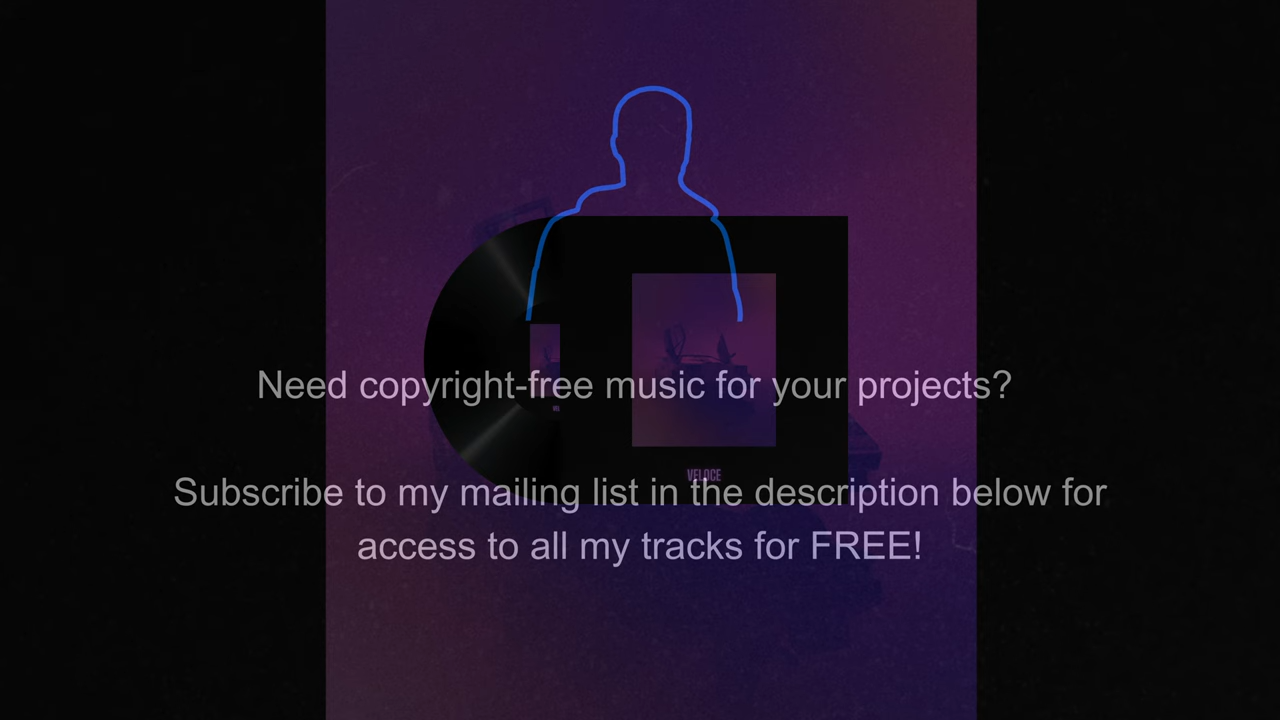 Need copyright-free music for your projects?
VELOCE
Subscribe to my mailing list in the description below for
access to all my tracks for FREE!